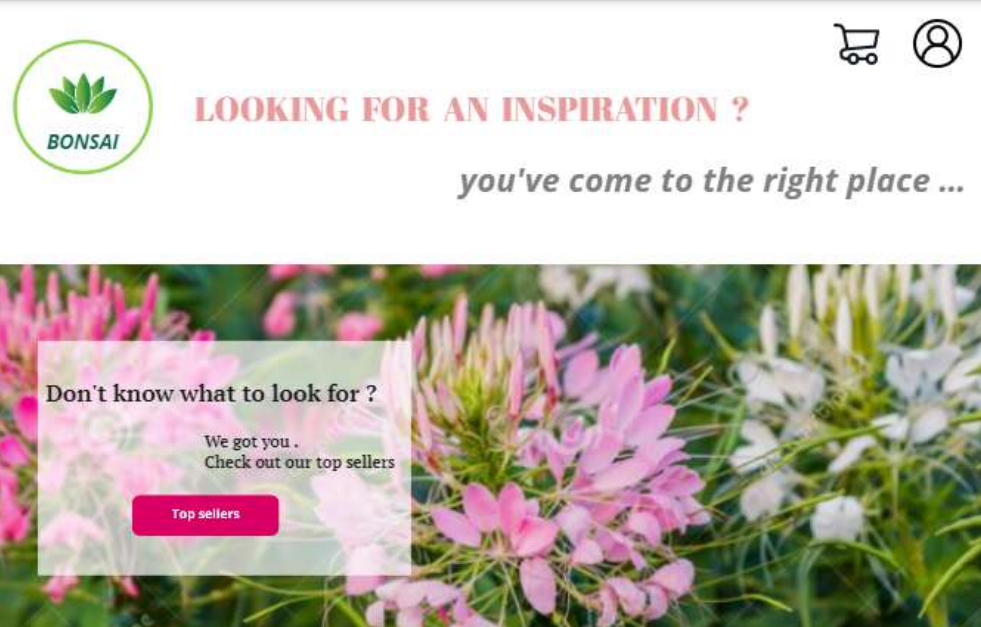 BONSAI
LOOKING FOR AN INSPIRATION ?
you've come to the right place ...
Don't know what to look for ?
We got you .
Check out our top sellers
Top sellers